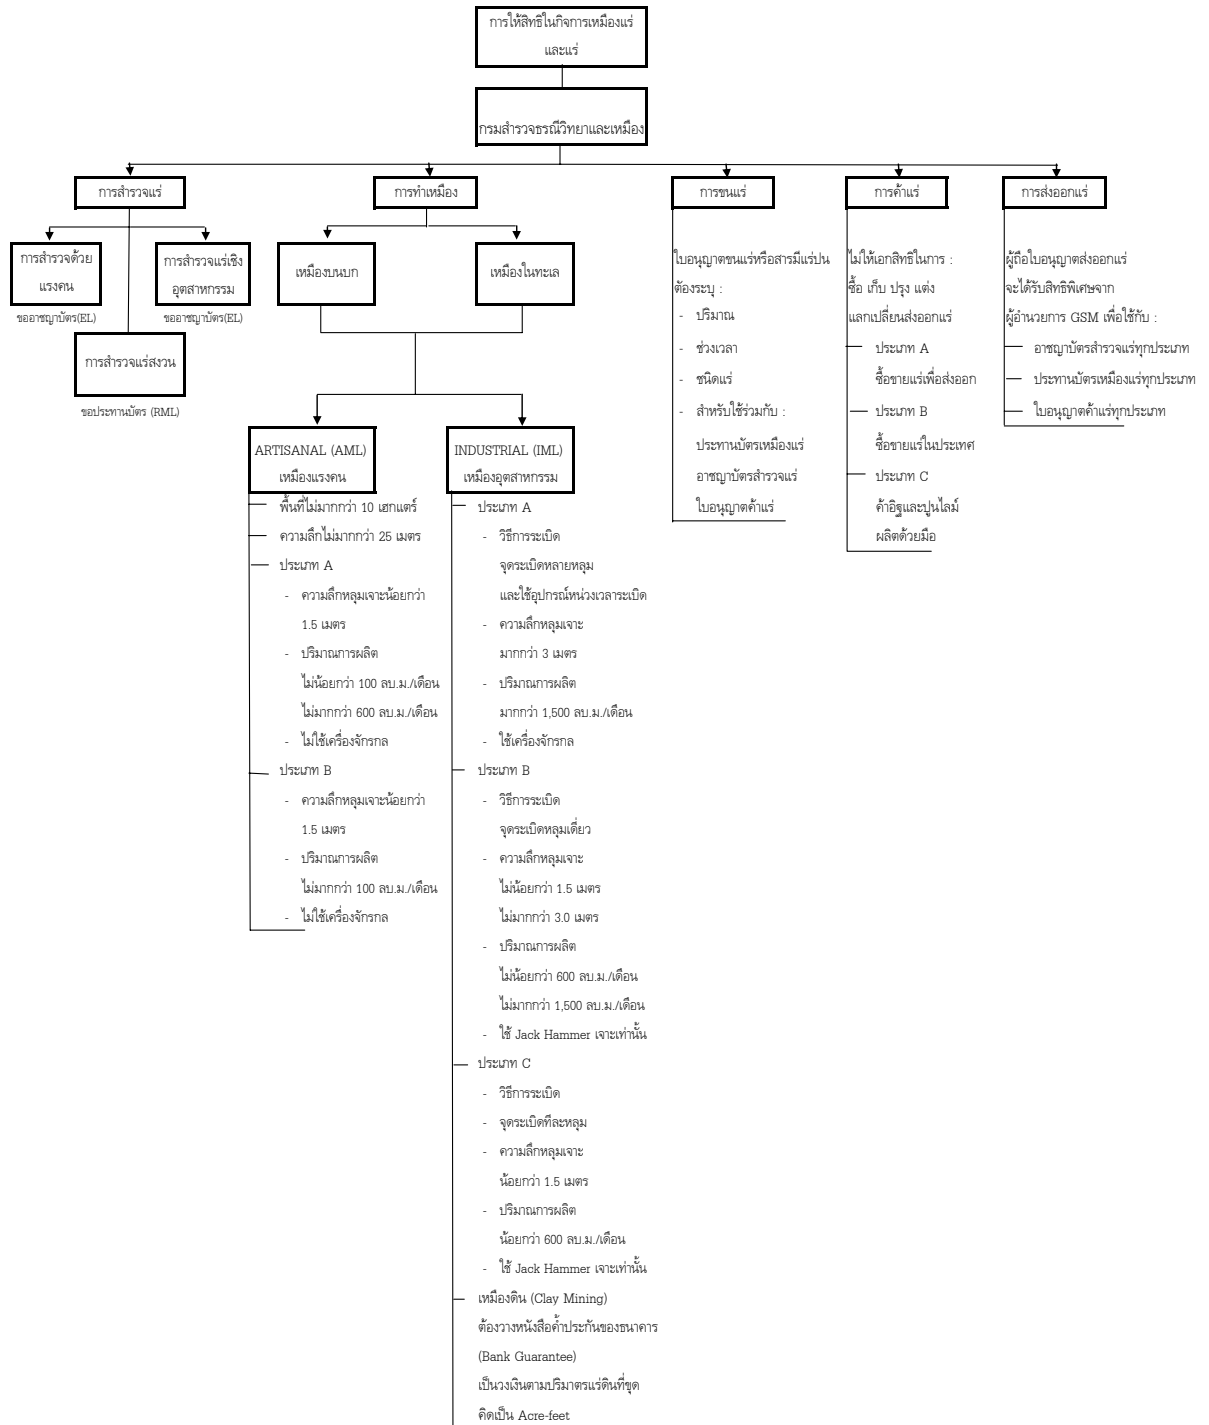 การให้สิทธิในกิจการเหมืองแร่
และแร่
กรมสำรวจธรณีวิทยาและเหมือง
การสำรวจแร่
การทำเหมือง
การขนแร่
การค้าแร่
การส่งออกแร่
การสำรวจด้วย
แรงคน
ขออาชญาบัตร(EL)
การสำรวจแร่เชิง
อุตสาหกรรม
ขออาชญาบัตร(EL)
การสำรวจแร่สงวน
ขอประทานบัตร (RML)
เหมืองบนบก
เหมืองในทะเล
ARTISANAL (AML)
เหมืองแรงคน
พื้นที่ไม่มากกว่า 10 เฮกแตร์
ความลึกไม่มากกว่า 25 เมตร
ประเภท A
- ความลึกหลุมเจาะน้อยกว่า
1.5 เมตร
- ปริมาณการผลิต
ไม่น้อยกว่า 100 ลบ.ม./เดือน
ไม่มากกว่า 600 ลบ.ม./เดือน
- ไม่ใช้เครื่องจักรกล
ประเภท B
- ความลึกหลุมเจาะน้อยกว่า
1.5 เมตร
- ปริมาณการผลิต
ไม่มากกว่า 100 ลบ.ม./เดือน
- ไม่ใช้เครื่องจักรกล
INDUSTRIAL (IML)
เหมืองอุตสาหกรรม
ประเภท A
- วิธีการระเบิด
จุดระเบิดหลายหลุม
และใช้อุปกรณ์หน่วงเวลาระเบิด
- ความลึกหลุมเจาะ
มากกว่า 3 เมตร
- ปริมาณการผลิต
มากกว่า 1,500 ลบ.ม./เดือน
- ใช้เครื่องจักรกล
ประเภท B
- วิธีการระเบิด
จุดระเบิดหลุมเดี่ยว
- ความลึกหลุมเจาะ
ไม่น้อยกว่า 1.5 เมตร
ไม่มากกว่า 3.0 เมตร
- ปริมาณการผลิต
ไม่น้อยกว่า 600 ลบ.ม./เดือน
ไม่มากกว่า 1,500 ลบ.ม./เดือน
- ใช้ Jack Hammer เจาะเท่านั้น
ประเภท C
- วิธีการระเบิด
- จุดระเบิดทีละหลุม
- ความลึกหลุมเจาะ
น้อยกว่า 1.5 เมตร
- ปริมาณการผลิต
น้อยกว่า 600 ลบ.ม./เดือน
- ใช้ Jack Hammer เจาะเท่านั้น
เหมืองดิน (Clay Mining)
ต้องวางหนังสือค้ำประกันของธนาคาร
(Bank Guarantee)
เป็นวงเงินตามปริมาตรแร่ดินที่ขุด
คิดเป็น Acre-feet
ใบอนุญาตขนแร่หรือสารมีแร่ปน
ต้องระบุ :
- ปริมาณ
- ช่วงเวลา
- ชนิดแร่
- สำหรับใช้ร่วมกับ :
ประทานบัตรเหมืองแร่
อาชญาบัตรสำรวจแร่
ใบอนุญาตค้าแร่
ไม่ให้เอกสิทธิในการ :
ซื้อ เก็บ ปรุง แต่ง
แลกเปลี่ยนส่งออกแร่
ประเภท A
ซื้อขายแร่เพื่อส่งออก
ประเภท B
ซื้อขายแร่ในประเทศ
ประเภท C
ค้าอิฐและปูนไลม์
ผลิตด้วยมือ
ผู้ถือใบอนุญาตส่งออกแร่
จะได้รับสิทธิพิเศษจาก
ผู้อำนวยการ GSM เพื่อใช้กับ :
อาชญาบัตรสำรวจแร่ทุกประเภท
ประทานบัตรเหมืองแร่ทุกประเภท
ใบอนุญาตค้าแร่ทุกประเภท